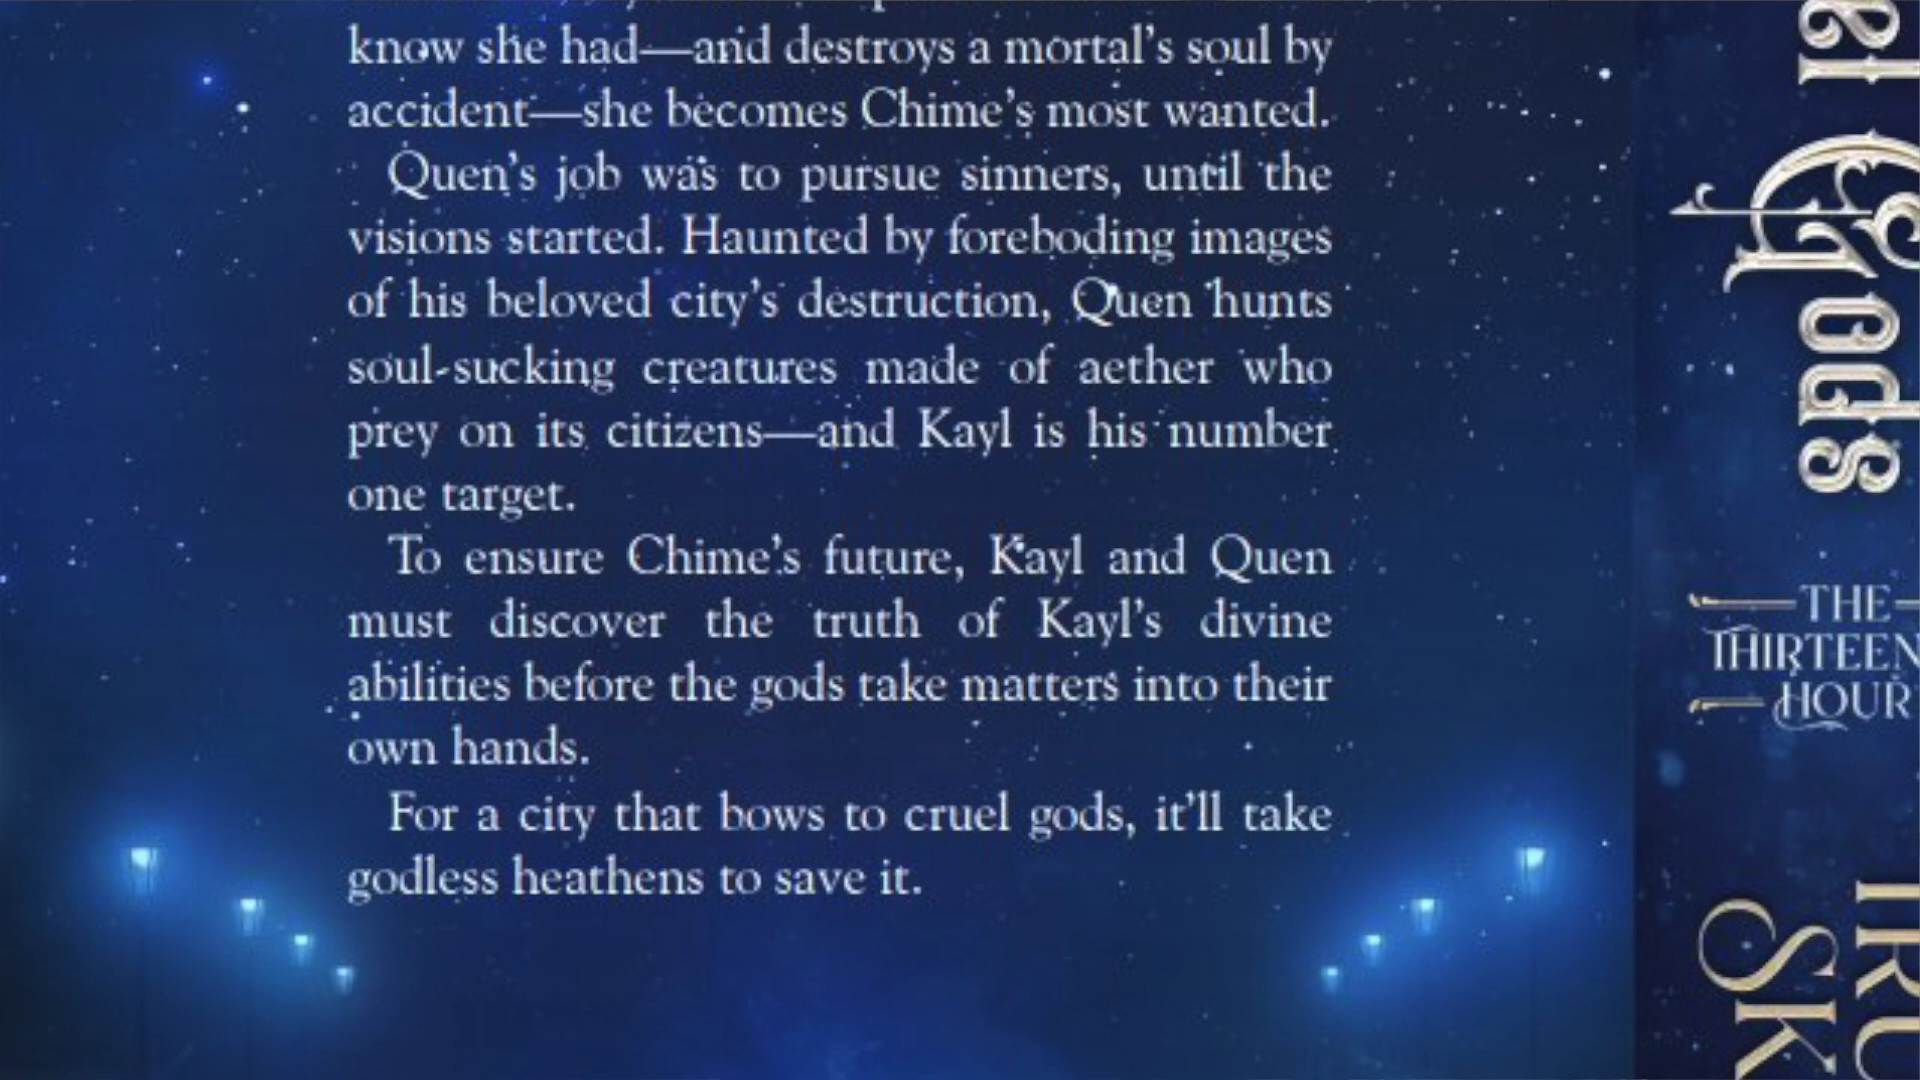 know she had—and destroys a mortal's soul by
accident—she becomes Chime's most wanted.
Quen's job was to pursue sinners, until the
visions started. Haunted by foreboding images
of his beloved city's destruction, Quen hunts
soul-sucking creatures made of aether who
prey on its citizens—and Kayl is his number
one target.
To ensure Chime's future, Kayl and Quen
must discover the truth of Kayl's divine
abilities before the gods take matters into their
own hands.
For a city that bows to cruel gods, it'll take
godless heathens to save it.
Gods
THE
THIRTEEN
HOUR